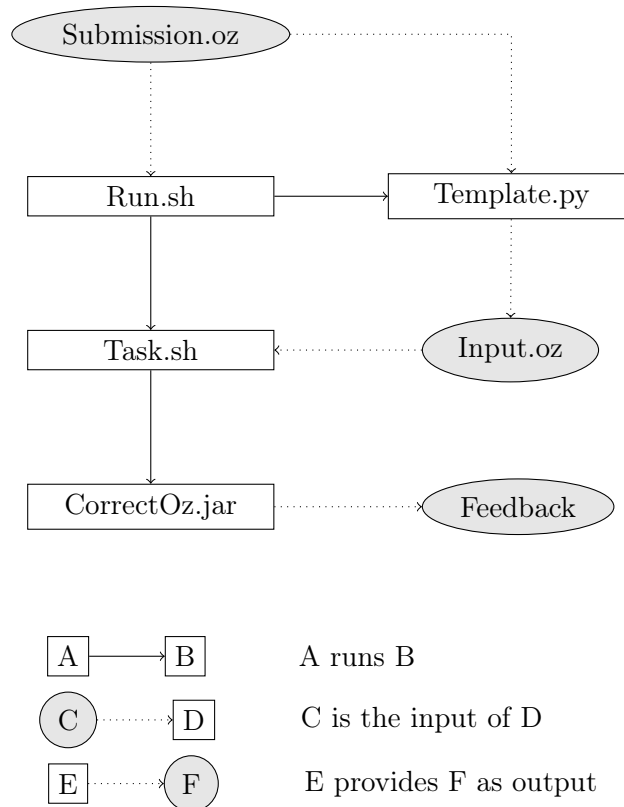 Submission.oz
Run.sh
Template.py
Task.sh
Input.oz
CorrectOz.jar
Feedback
A B A runs B
C D C is the input of D
E F E provides F as output